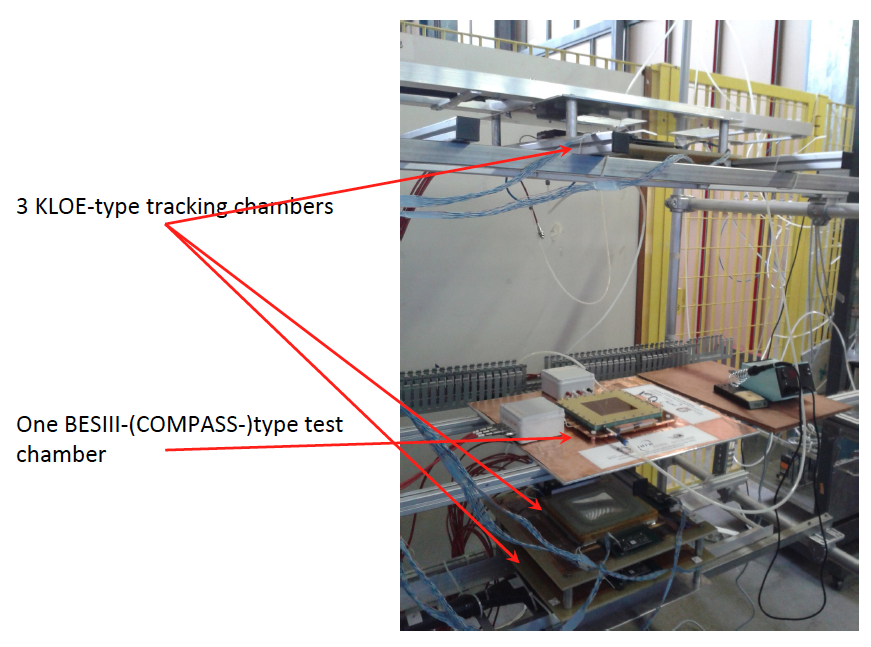 3 KLOE-type tracking chambers
One BESIII-(COMPASS-)type test
chamber